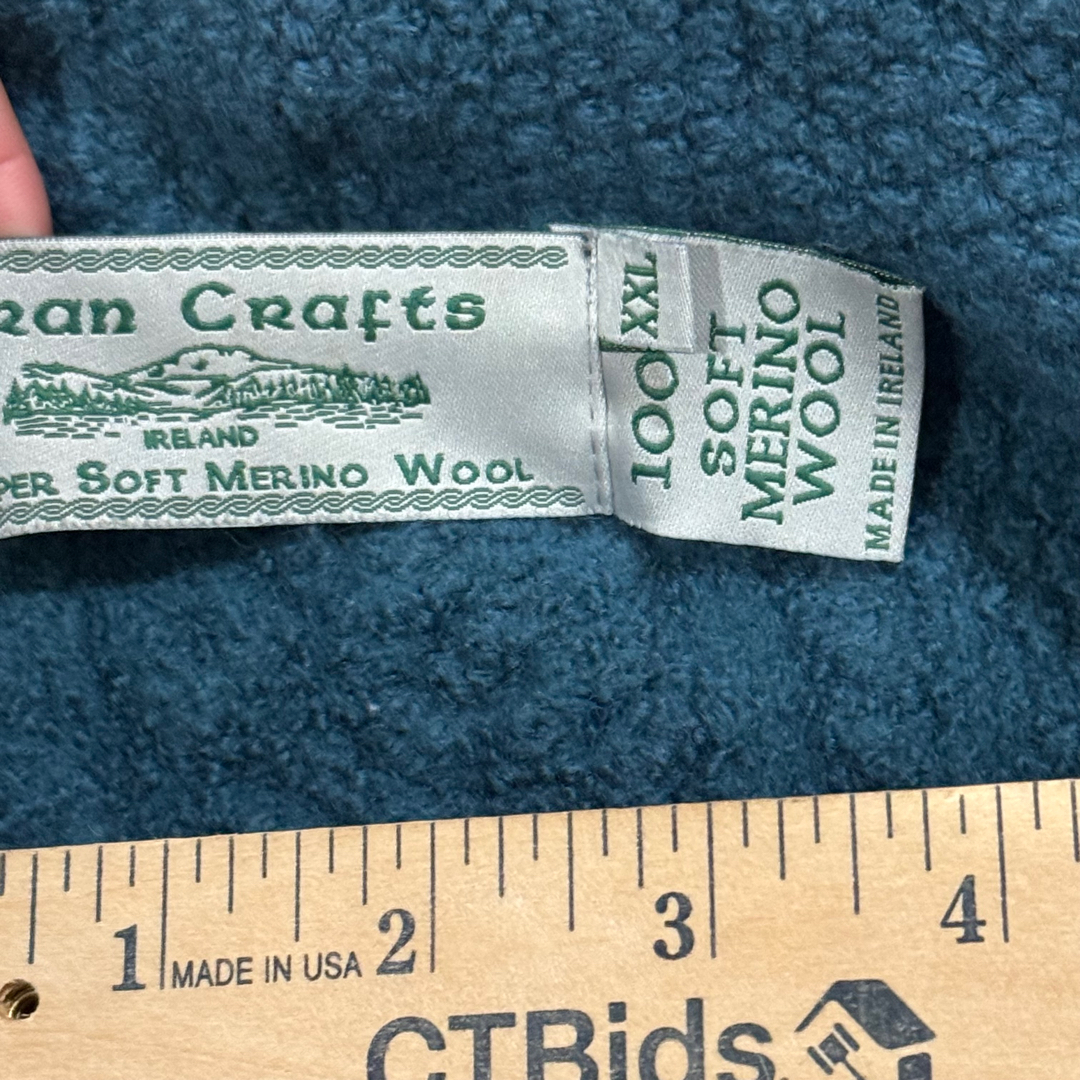 ran Crafts
IRELAND
PER SOFT MERINO WOOL
XXL
100
SOFT
MERINO
WOOL
MADE IN IRELAND
1 2 3 4
MADE IN USA
CTBids